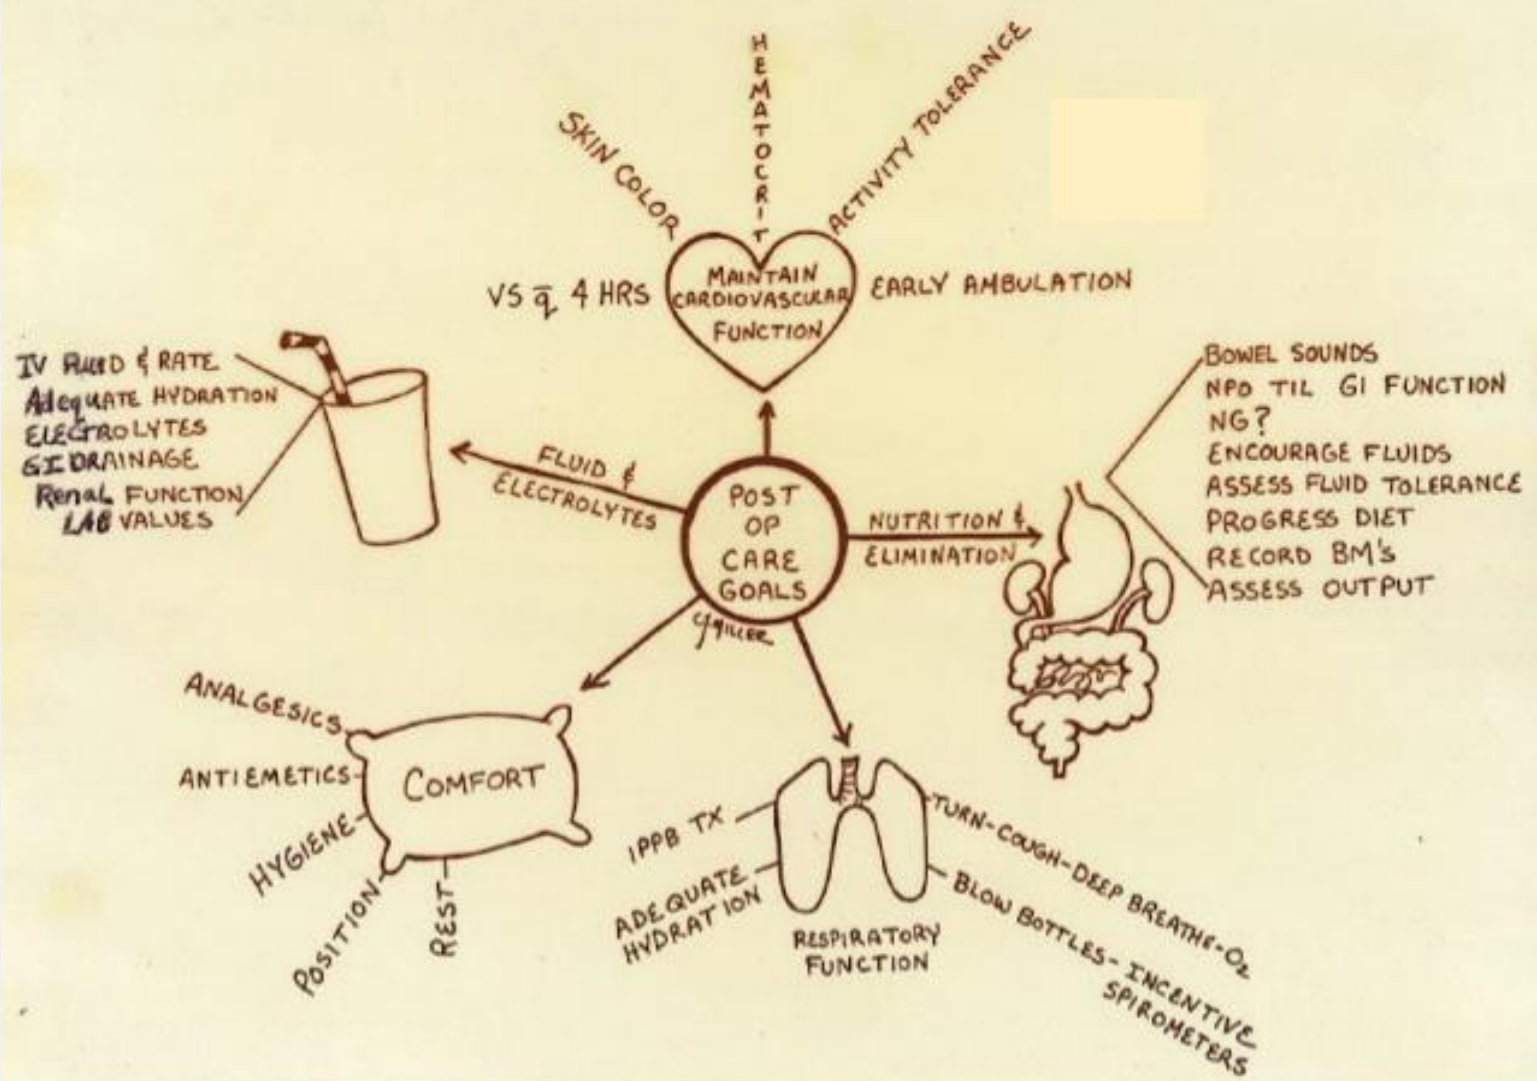 HEMATOCRIT
SKIN COLOR
ACTIVITY TOLERANCE
VS q̄ 4 HRS
MAINTAIN
CARDIOVASCULAR
FUNCTION
EARLY AMBULATION
IV FLUID & RATE
AdequATE HYDRATION
ELECTROLYTES
GI DRAINAGE
RenaL FUNCTION
LAB VALUES
FLUID &
ELECTROLYTES
POST
OP
CARE
GOALS
NUTRITION &
ELIMINATION
BOWEL SOUNDS
NPO TIL GI FUNCTION
NG?
ENCOURAGE FLUIDS
ASSESS FLUID TOLERANCE
PROGRESS DIET
RECORD BM's
ASSESS OUTPUT
ANALGESICS
ANTIEMETICS
HYGIENE
POSITION
REST
COMFORT
IPPB TX
ADEQUATE
HYDRATION
RESPIRATORY
FUNCTION
TURN-COUGH-DEEP BREATHE-O₂
BLOW BOTTLES- INCENTIVE
SPIROMETERS